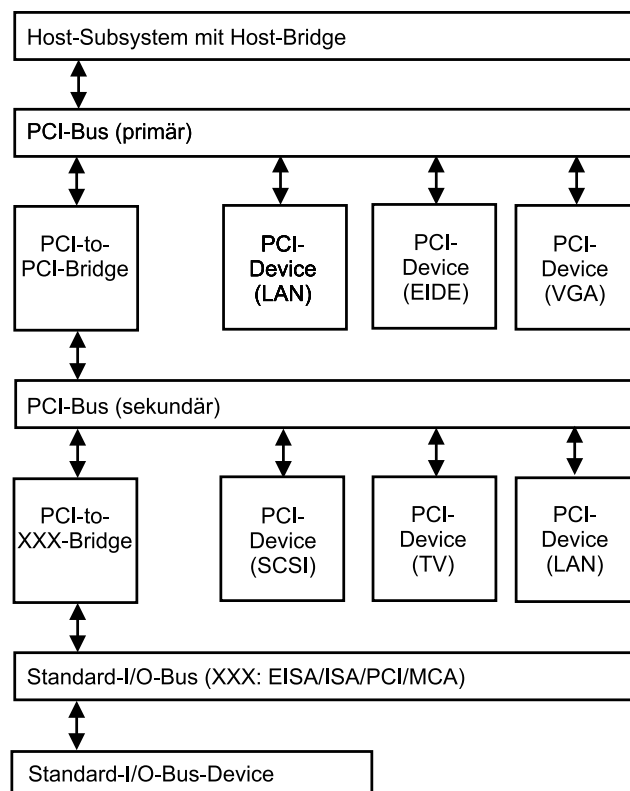 Host-Subsystem mit Host-Bridge
PCI-Bus (primär)
PCI-to-
PCI-Bridge
PCI-
Device
(LAN)
PCI-
Device
(EIDE)
PCI-
Device
(VGA)
PCI-Bus (sekundär)
PCI-to-
XXX-Bridge
PCI-
Device
(SCSI)
PCI-
Device
(TV)
PCI-
Device
(LAN)
Standard-I/O-Bus (XXX: EISA/ISA/PCI/MCA)
Standard-I/O-Bus-Device